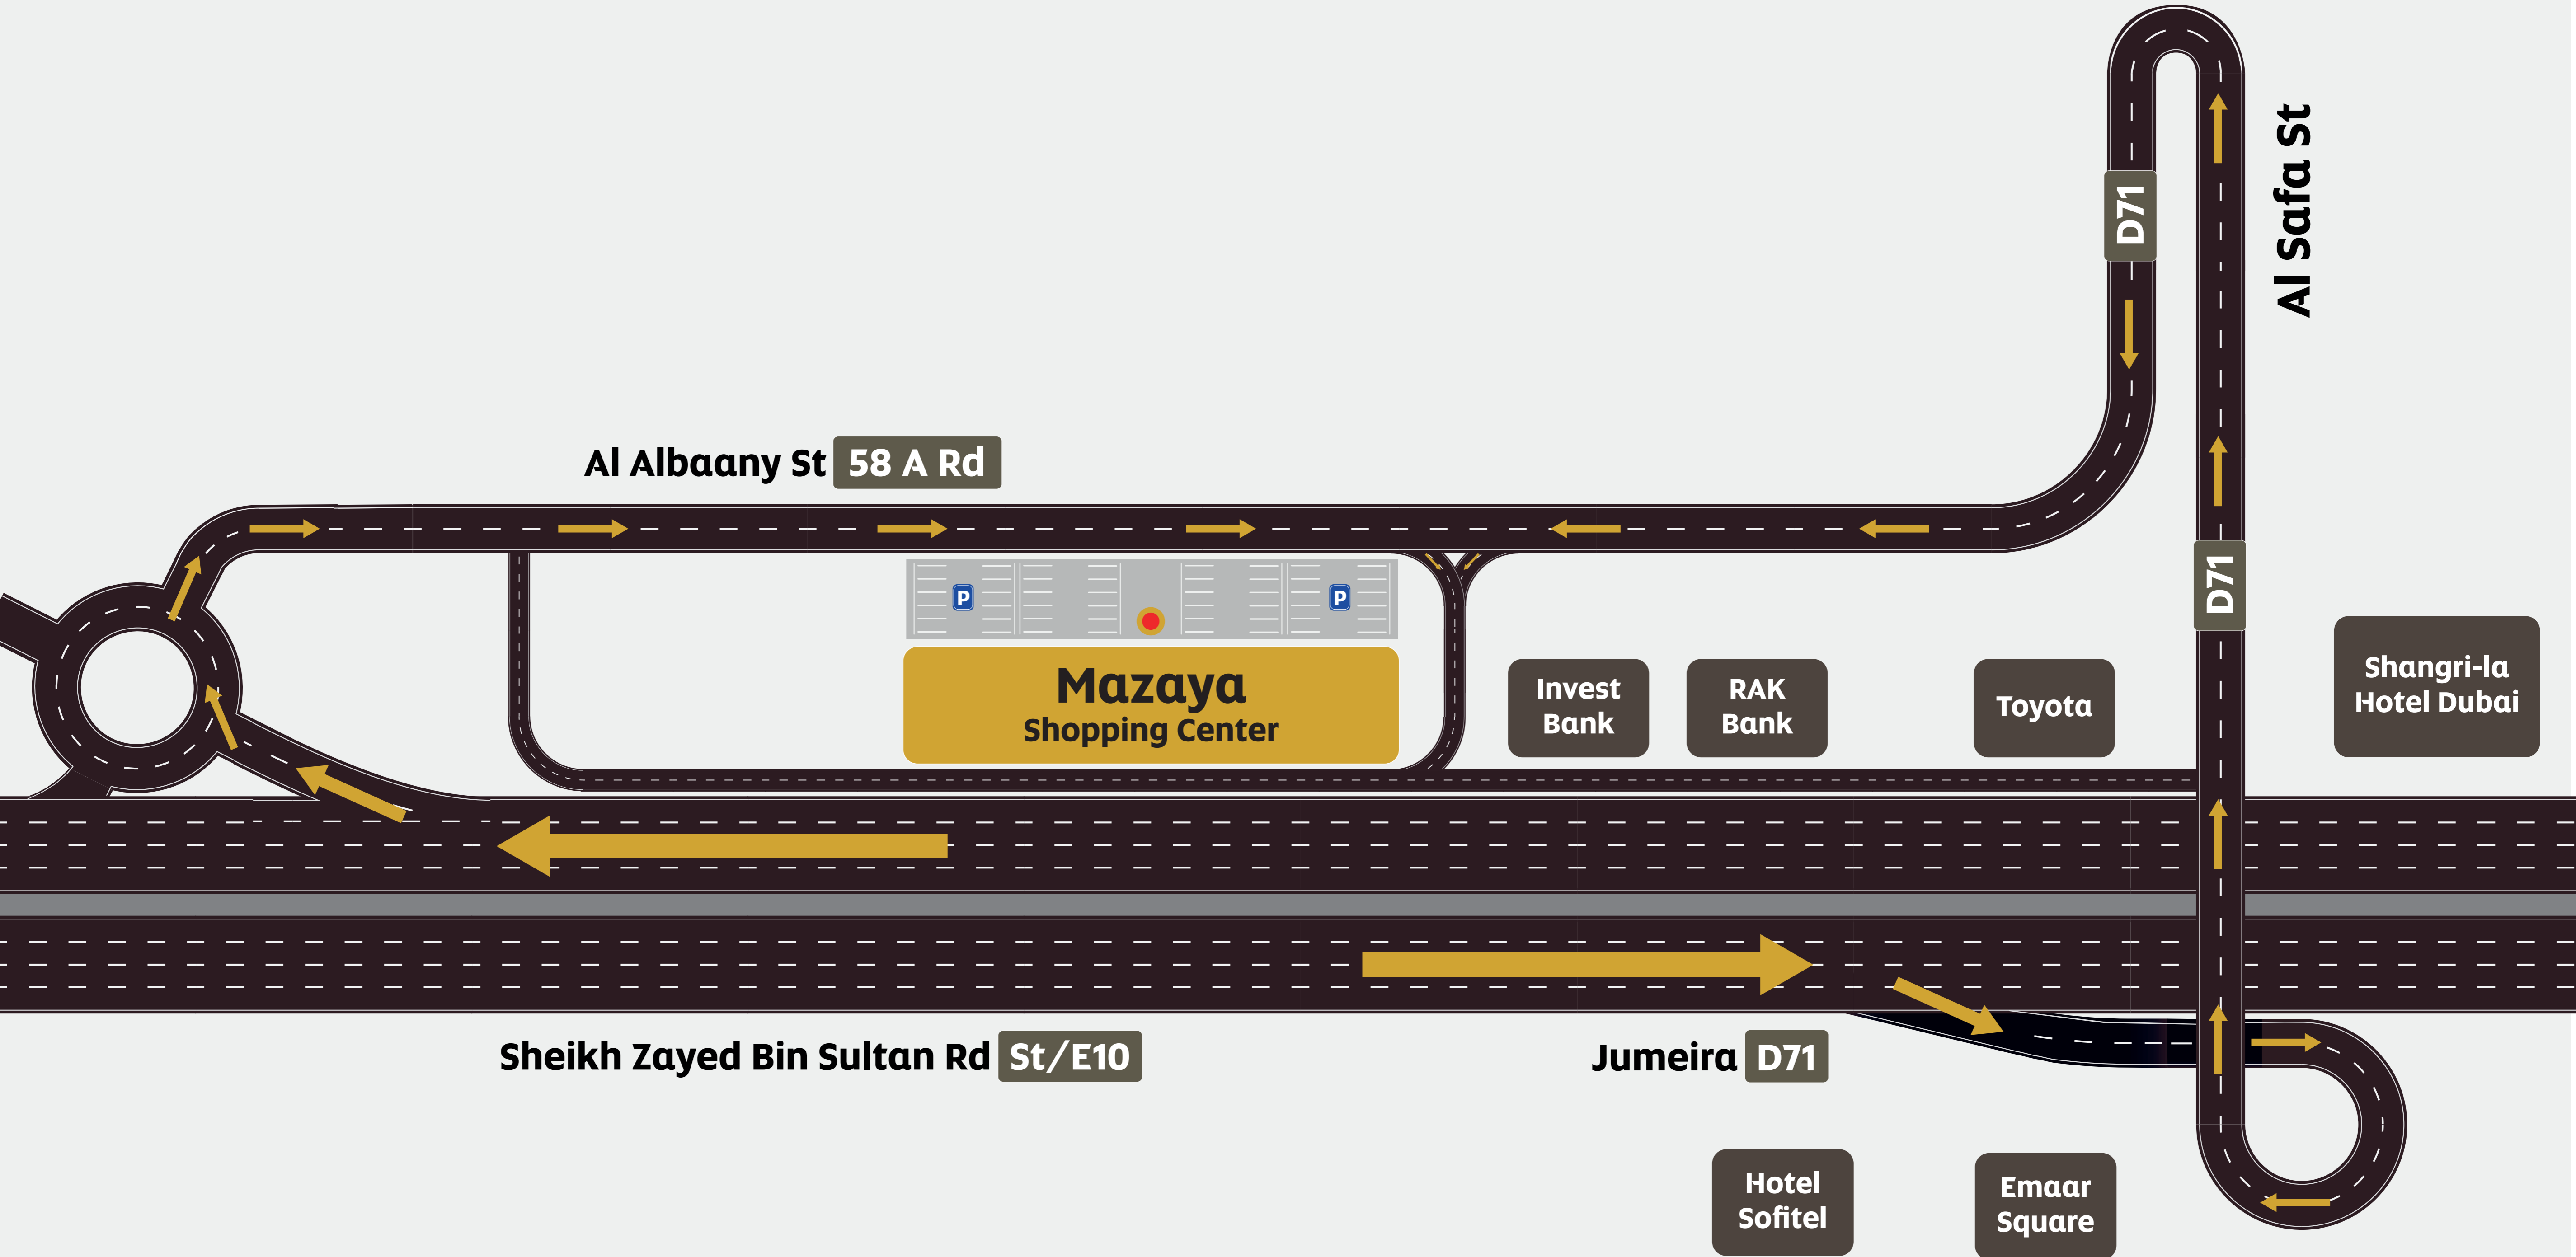 D71
Al Safa St
Al Albaany St 58 A Rd
D71
P
P
Mazaya
Shopping Center
Invest
Bank
RAK
Bank
Toyota
Shangri-la
Hotel Dubai
Sheikh Zayed Bin Sultan Rd St/E10
Jumeira D71
Hotel
Sofitel
Emaar
Square